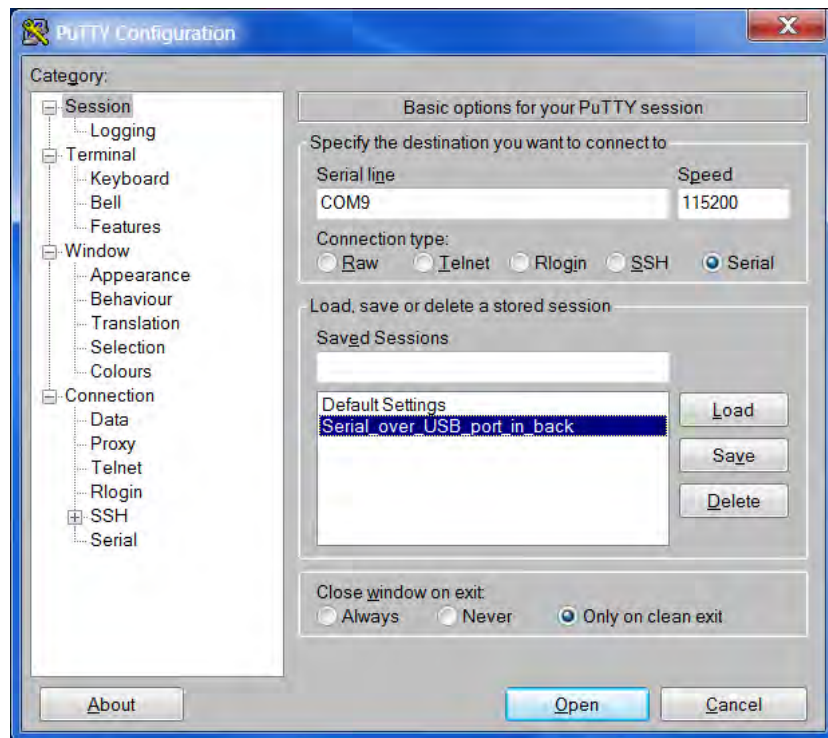 PuTTY Configuration
X
Category:
Session
Logging
Terminal
Keyboard
Bell
Features
Window
Appearance
Behaviour
Translation
Selection
Colours
Connection
Data
Proxy
Telnet
Rlogin
SSH
Serial
Basic options for your PuTTY session
Specify the destination you want to connect to
Serial line Speed
COM9 115200
Connection type:
Raw Telnet Rlogin SSH Serial
Load, save or delete a stored session
Saved Sessions
Default Settings
Serial_over_USB_port_in_back
Load
Save
Delete
Close window on exit:
Always Never Only on clean exit
About Open Cancel